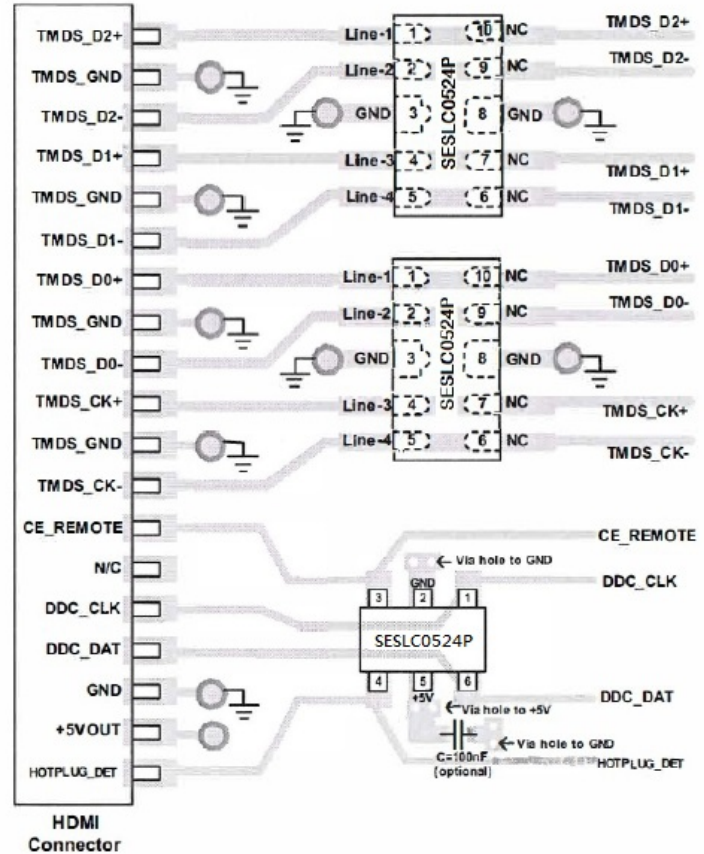 TMDS_D2+
TMDS_GND
TMDS_D2-
TMDS_D1+
TMDS_GND
TMDS_D1-
TMDS_D0+
TMDS_GND
TMDS_D0-
TMDS_CK+
TMDS_GND
TMDS_CK-
CE_REMOTE
N/C
DDC_CLK
DDC_DAT
GND
+5VOUT
HOTPLUG_DET
HDMI
Connector
Line-1 1 10 NC
Line-2 2 9 NC
GND 3 8 GND
Line-3 4 7 NC
Line-4 5 6 NC
SESLC0524P
TMDS_D2+
TMDS_D2-
TMDS_D1+
TMDS_D1-
Line-1 1 10 NC
Line-2 2 9 NC
GND 3 8 GND
Line-3 4 7 NC
Line-4 5 6 NC
SESLC0524P
TMDS_D0+
TMDS_D0-
TMDS_CK+
TMDS_CK-
CE_REMOTE
← Via hole to GND
DDC_CLK
GND
3 2 1
SESLC0524P
4 5 6
+5V
DDC_DAT
← Via hole to +5V
← Via hole to GND
C=100nF
(optional)
HOTPLUG_DET